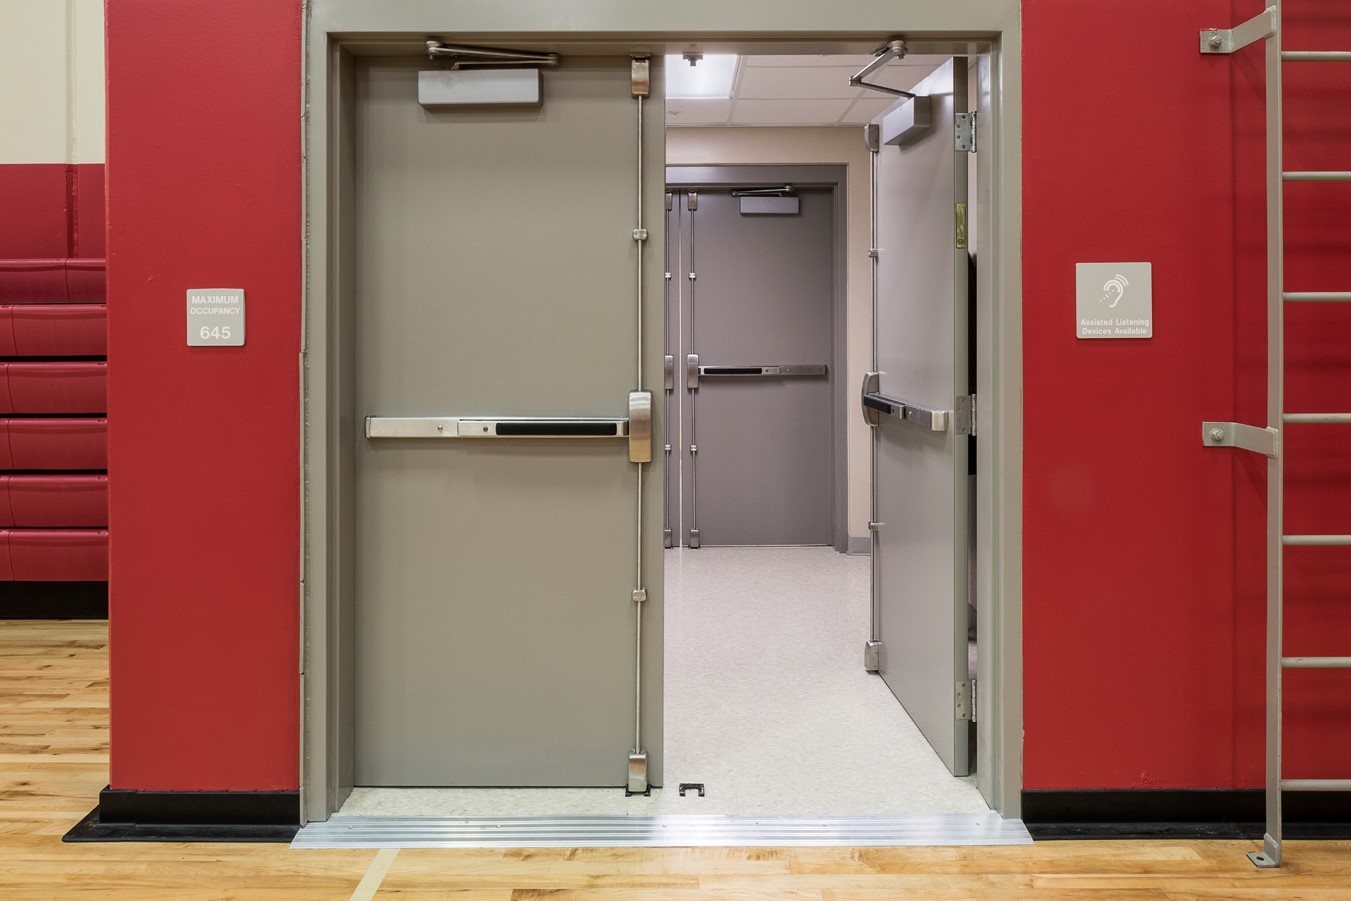 MAXIMUM
OCCUPANCY
645
Assisted Listening
Devices Available